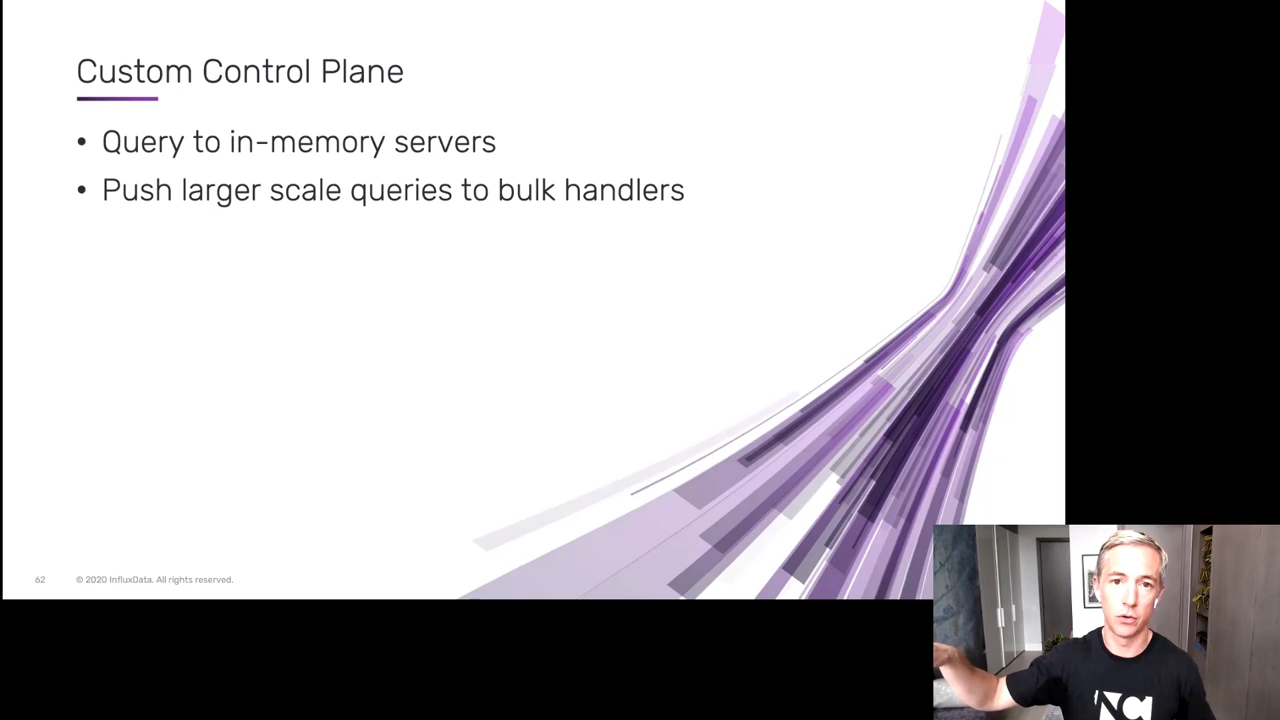 Custom Control Plane
• Query to in-memory servers
• Push larger scale queries to bulk handlers
62 © 2020 InfluxData. All rights reserved.